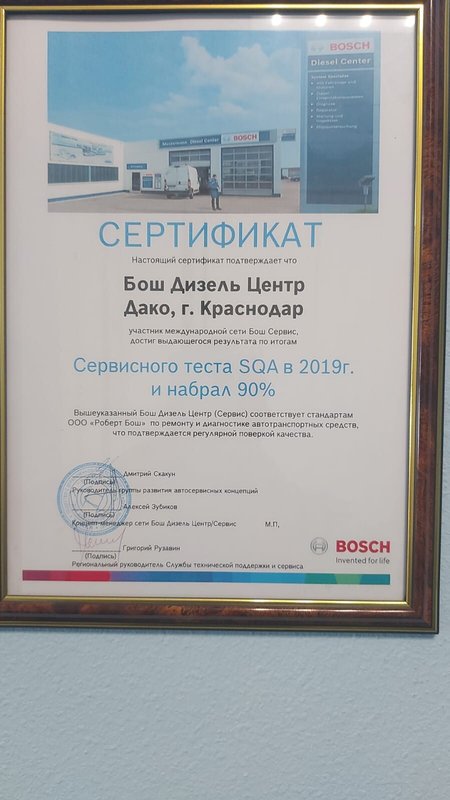 BOSCH
Diesel Center
Diesel Center BOSCH
СЕРТИФИКАТ
Настоящий сертификат подтверждает что
Бош Дизель Центр
Дако, г. Краснодар
участник международной сети Бош Сервис,
достиг выдающегося результата по итогам
Сервисного теста SQA в 2019г.
и набрал 90%
Вышеуказанный Бош Дизель Центр (Сервис) соответствует стандартам
ООО «Роберт Бош» по ремонту и диагностике автотранспортных средств,
что подтверждается регулярной поверкой качества.
Дмитрий Скакун
(Подпись)
Руководитель группы развития автосервисных концепций
Алексей Зубиков
(Подпись)
Концепт-менеджер сети Бош Дизель Центр/Сервис М.П,
Григорий Рузавин
(Подпись)
Региональный руководитель Службы технической поддержки и сервиса
BOSCH
Invented for life